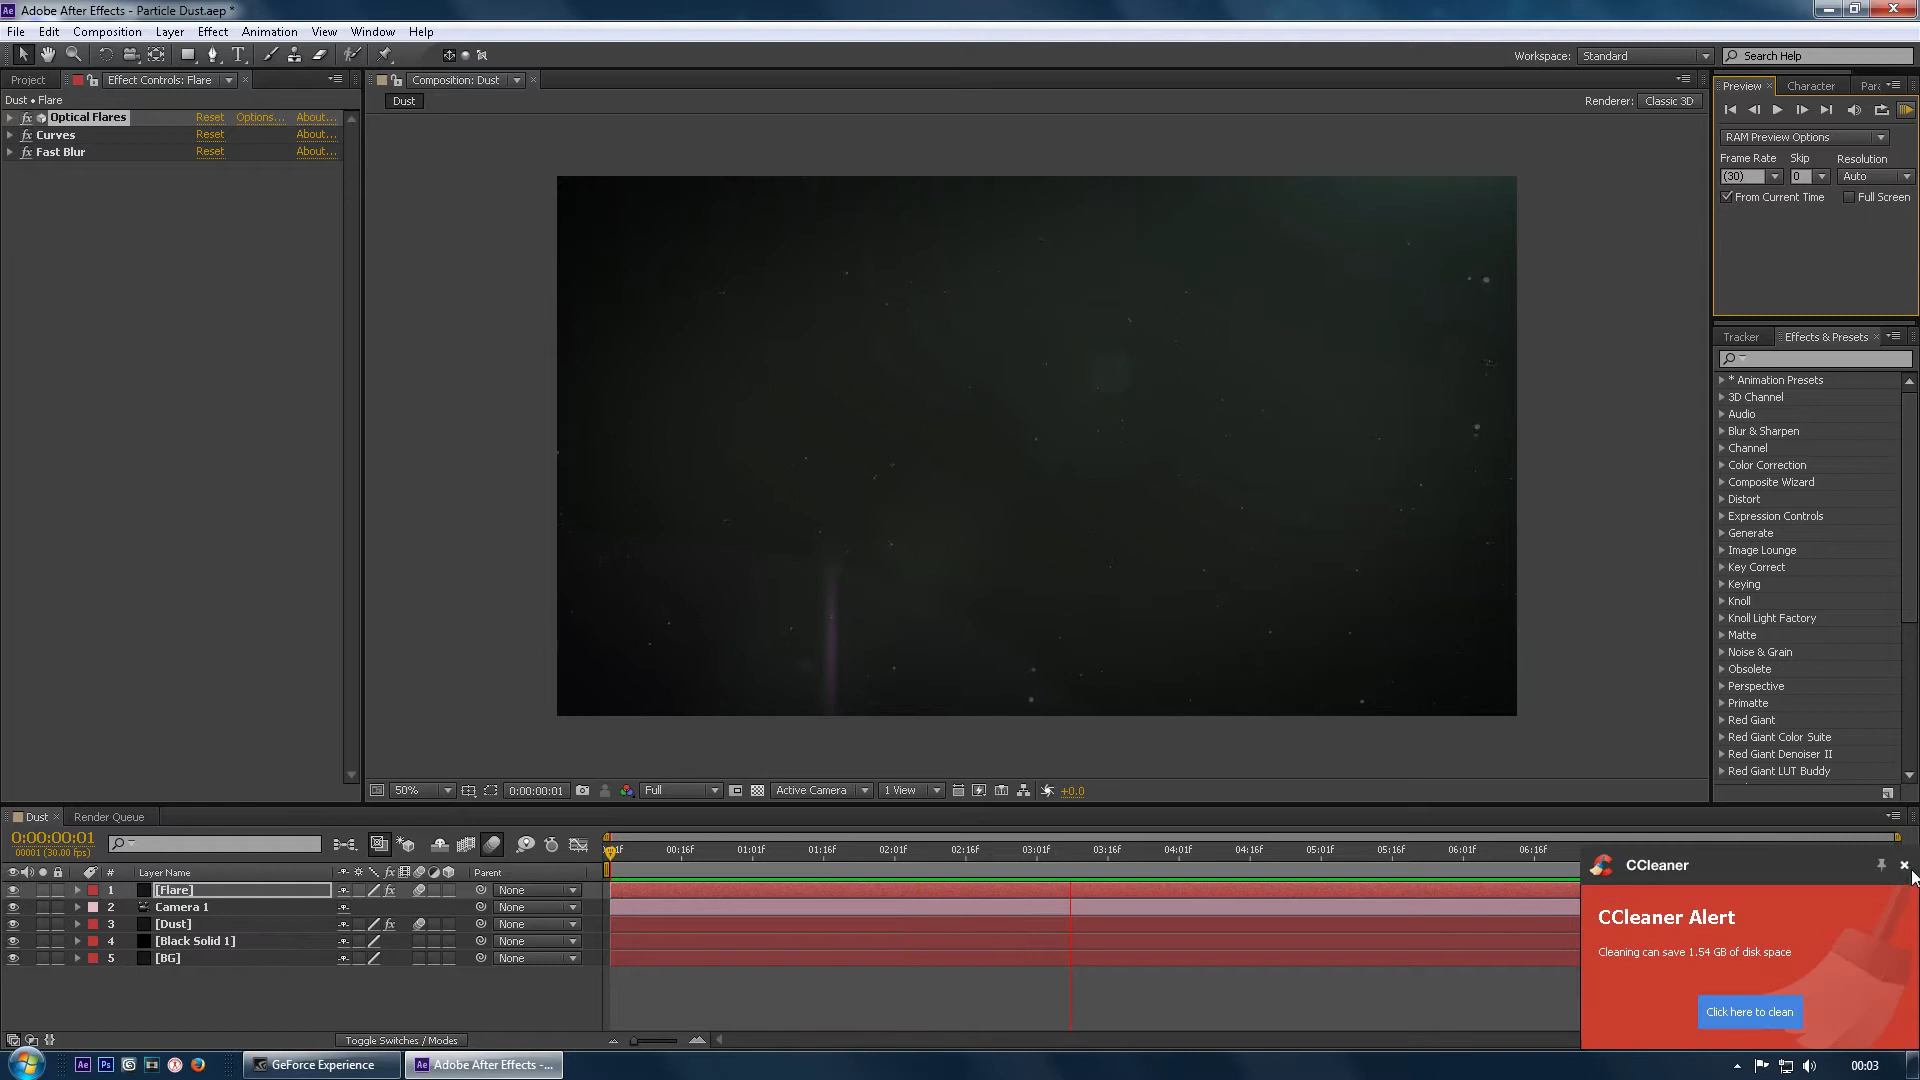 Adobe After Effects - Particle Dust.aep *
File Edit Composition Layer Effect Animation View Window Help
Workspace: Standard Search Help
Project Effect Controls: Flare
Composition: Dust
Preview Character Par
Dust • Flare
Optical Flares Reset Options... About...
Curves Reset About...
Fast Blur Reset About...
Dust
Renderer: Classic 3D
RAM Preview Options
Frame Rate Skip Resolution
(30) 0 Auto
From Current Time Full Screen
Tracker Effects & Presets
* Animation Presets
3D Channel
Audio
Blur & Sharpen
Channel
Color Correction
Composite Wizard
Distort
Expression Controls
Generate
Image Lounge
Key Correct
Keying
Knoll
Knoll Light Factory
Matte
Noise & Grain
Obsolete
Perspective
Primatte
Red Giant
Red Giant Color Suite
Red Giant Denoiser II
Red Giant LUT Buddy
50% 0:00:00:01 Full Active Camera 1 View +0.0
Dust Render Queue
0:00:00:01
00001 (30.00 fps)
00:16f 01:01f 01:16f 02:01f 02:16f 03:01f 03:16f 04:01f 04:16f 05:01f 05:16f 06:01f 06:16f
# Layer Name Parent
1 [Flare] None
2 Camera 1 None
3 [Dust] None
4 [Black Solid 1] None
5 [BG] None
Toggle Switches / Modes
CCleaner
CCleaner Alert
Cleaning can save 1.54 GB of disk space
Click here to clean
GeForce Experience
Adobe After Effects -...
00:03